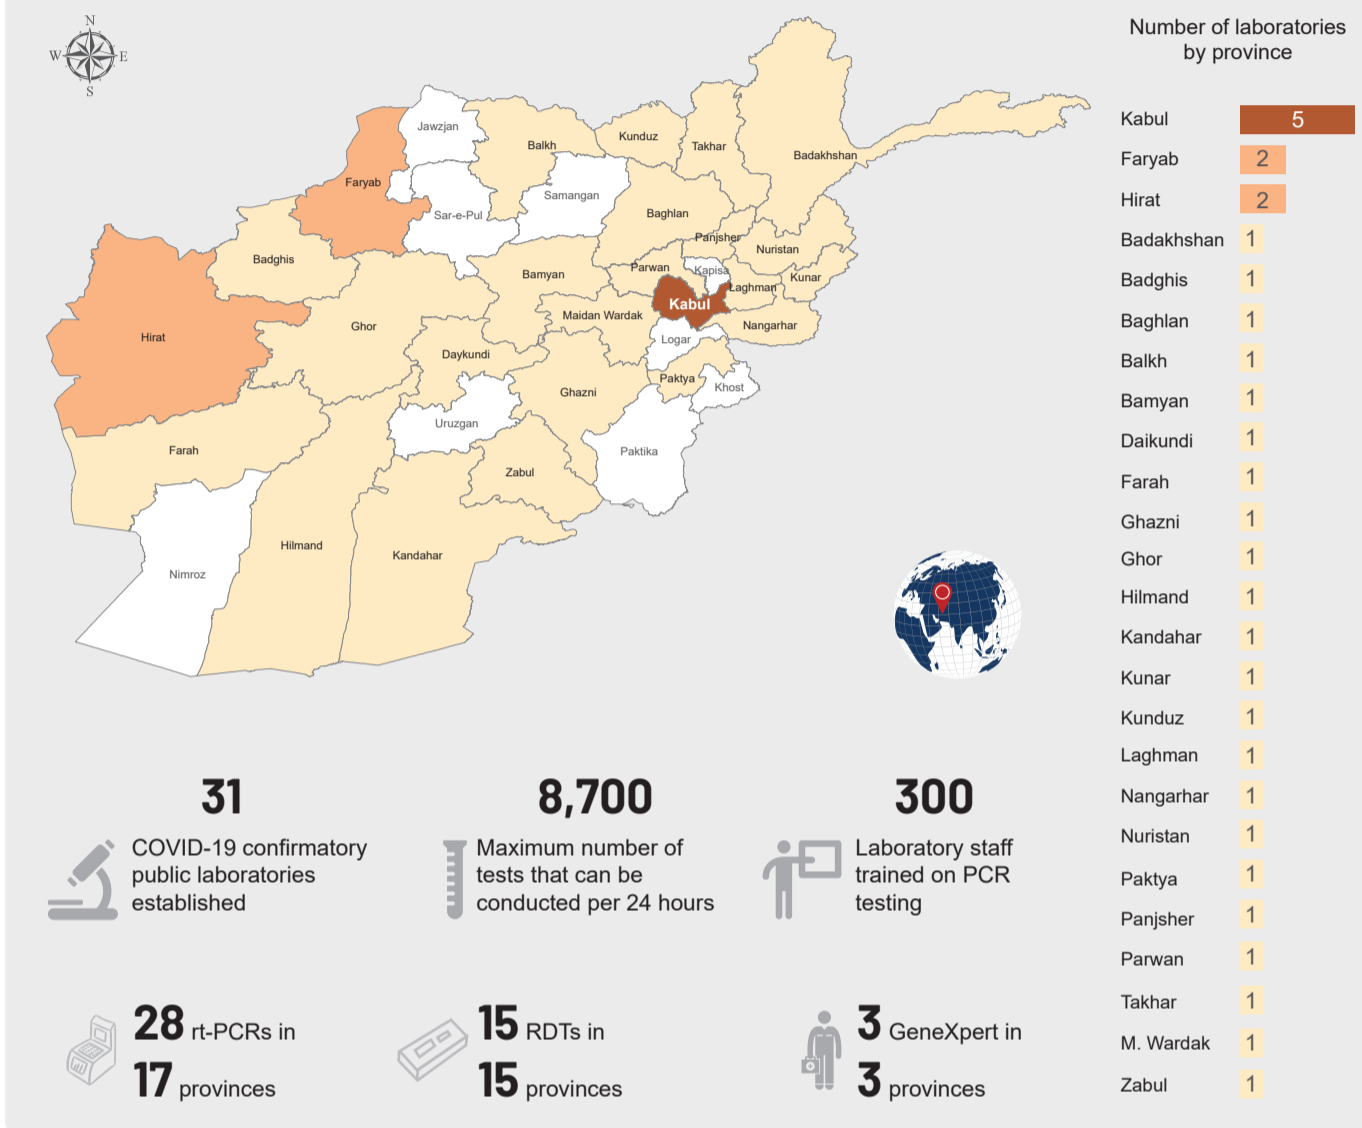 N
W E
S
Jawzjan
Balkh
Kunduz
Takhar
Badakhshan
Faryab
Samangan
Sar-e-Pul
Baghlan
Panjsher
Nuristan
Badghis
Bamyan
Parwan
Kapisa
Laghman
Kunar
Kabul
Hirat
Ghor
Maidan Wardak
Nangarhar
Logar
Daykundi
Paktya
Khost
Ghazni
Uruzgan
Farah
Paktika
Zabul
Hilmand
Kandahar
Nimroz
Number of laboratories
by province
Kabul 5
Faryab 2
Hirat 2
Badakhshan 1
Badghis 1
Baghlan 1
Balkh 1
Bamyan 1
Daikundi 1
Farah 1
Ghazni 1
Ghor 1
Hilmand 1
Kandahar 1
Kunar 1
Kunduz 1
Laghman 1
Nangarhar 1
Nuristan 1
Paktya 1
Panjsher 1
Parwan 1
Takhar 1
M. Wardak 1
Zabul 1
31
COVID-19 confirmatory
public laboratories
established
8,700
Maximum number of
tests that can be
conducted per 24 hours
300
Laboratory staff
trained on PCR
testing
28 rt-PCRs in
17 provinces
15 RDTs in
15 provinces
3 GeneXpert in
3 provinces